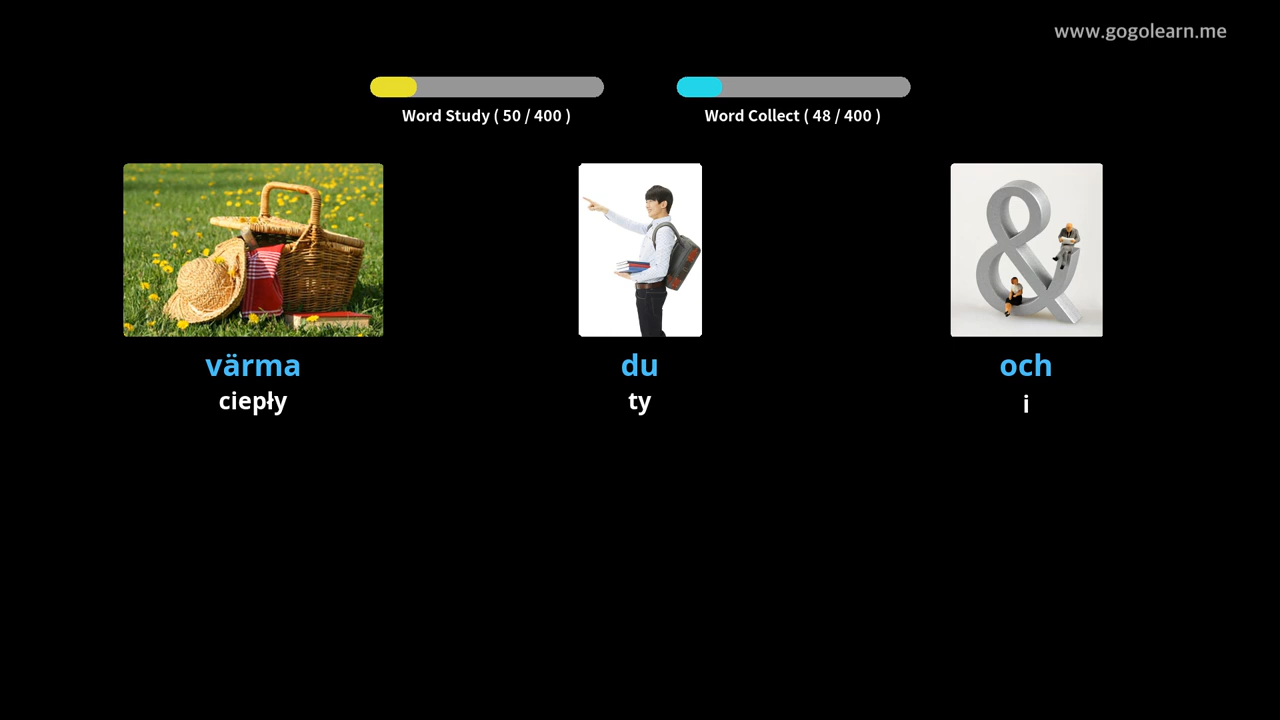 www.gogolearn.me
Word Study ( 50 / 400 )
Word Collect ( 48 / 400 )
värma
du
och
ciepły
ty
i